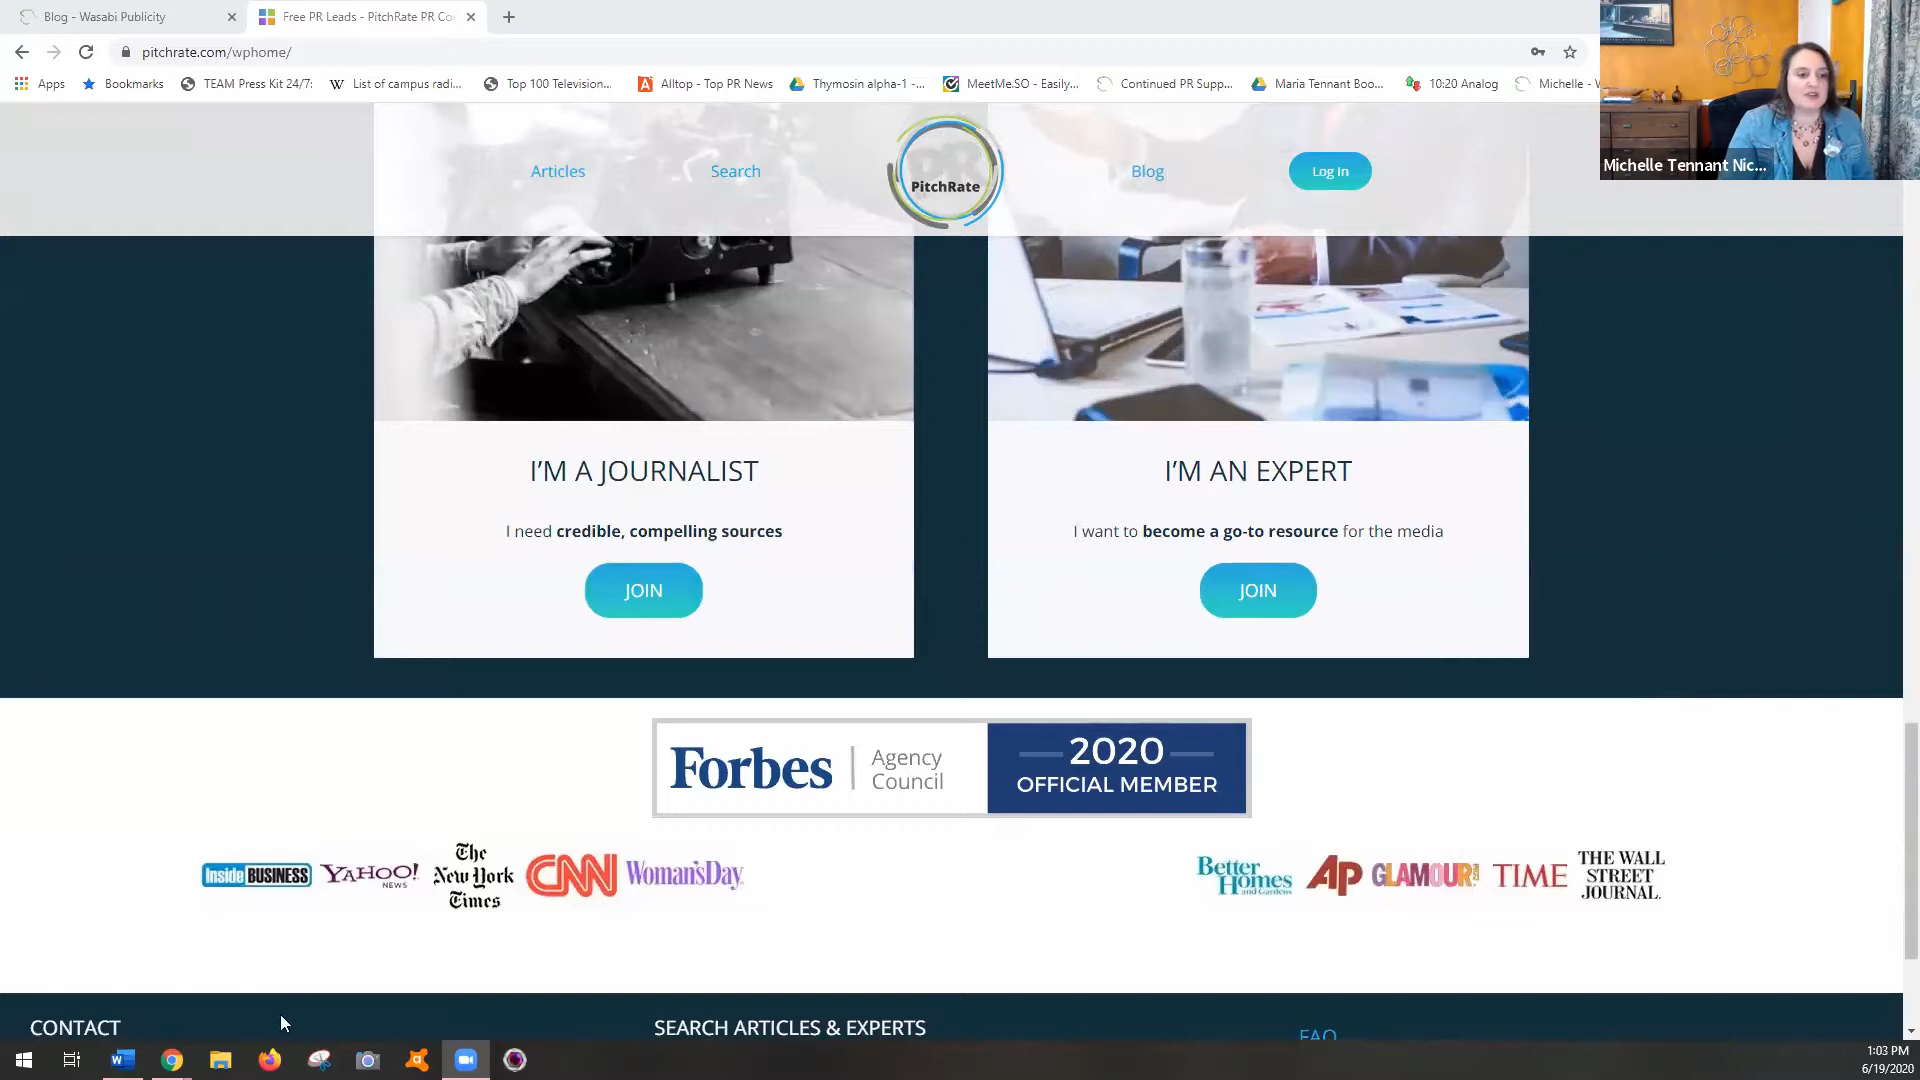 Blog - Wasabi Publicity
Free PR Leads - PitchRate PR Co
pitchrate.com/wphome/
Apps
Bookmarks
TEAM Press Kit 24/7:
List of campus radi...
Top 100 Television...
Alltop - Top PR News
Thymosin alpha-1 -...
MeetMe.SO - Easily...
Continued PR Supp...
Maria Tennant Boo...
10:20 Analog
Michelle - W
Michelle Tennant Nic...
Articles
Search
PitchRate
Blog
Log in
I'M A JOURNALIST
I need credible, compelling sources
JOIN
I'M AN EXPERT
I want to become a go-to resource for the media
JOIN
Forbes
Agency
Council
2020
OFFICIAL MEMBER
Inside BUSINESS
YAHOO!
NEWS
The
New York
Times
CNN
Woman's Day
Better
Homes
and Gardens
AP
GLAMOUR
TIME
THE WALL
STREET
JOURNAL.
CONTACT
SEARCH ARTICLES & EXPERTS
FAQ
1:03 PM
6/19/2020